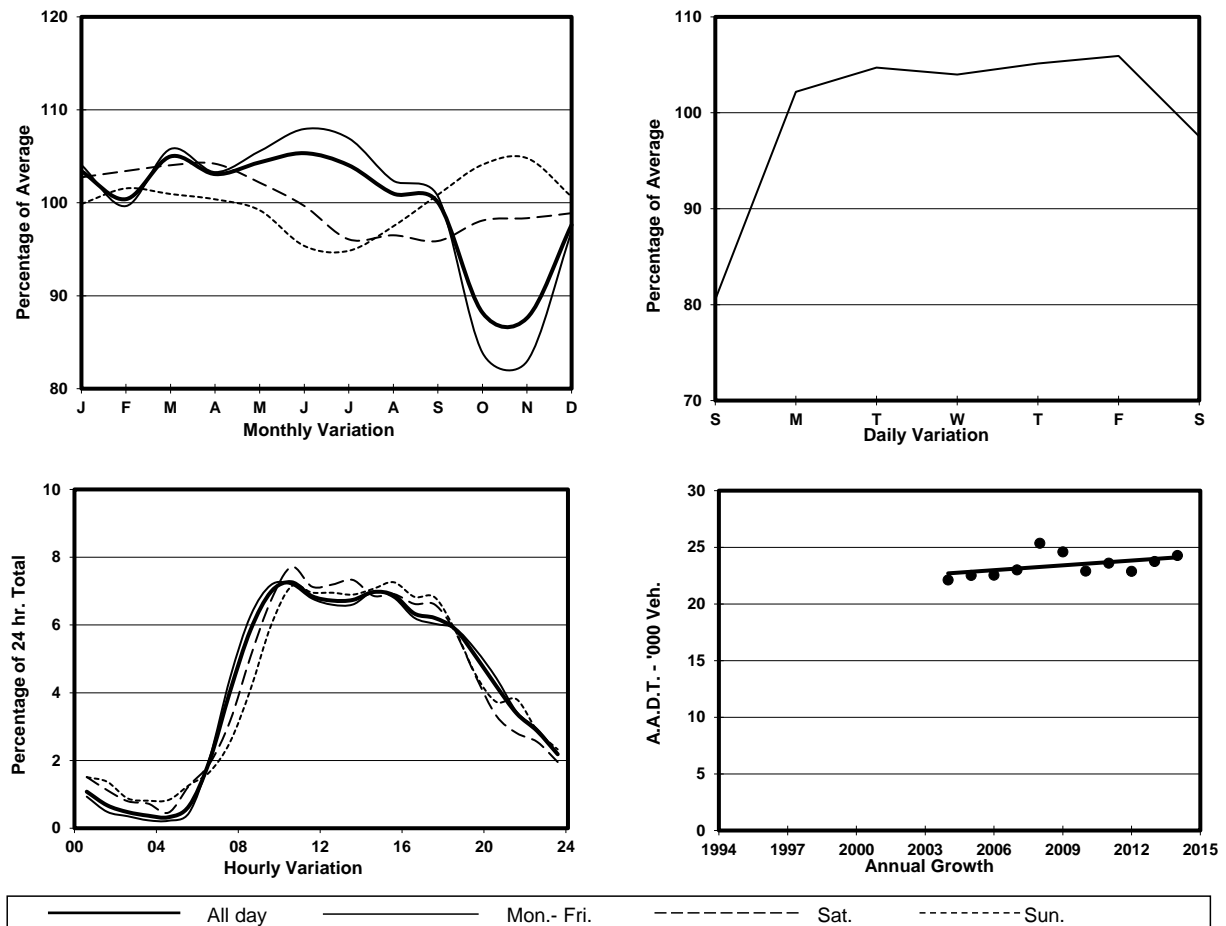 120
110
100
90
80
Percentage of Average
J F M A M J J A S O N D
Monthly Variation
110
100
90
80
70
Percentage of Average
S M T W T F S
Daily Variation
10
8
6
4
2
0
Percentage of 24 hr. Total
00 04 08 12 16 20 24
Hourly Variation
30
25
20
15
10
5
0
A.A.D.T. - '000 Veh.
1994 1997 2000 2003 2006 2009 2012 2015
Annual Growth
All day Mon.- Fri. Sat. Sun.